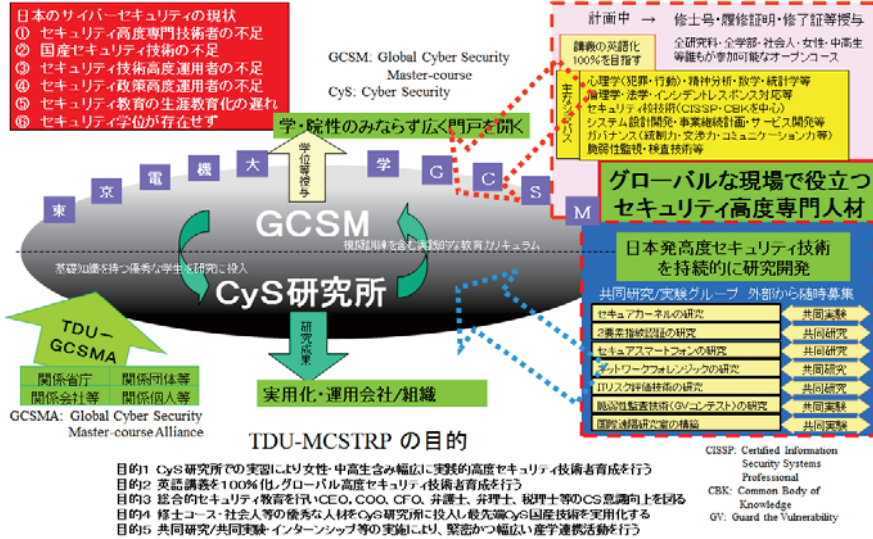 日本のサイバーセキュリティの現状
① セキュリティ高度専門技術者の不足
② 国産セキュリティ技術の不足
③ セキュリティ技術高度運用者の不足
④ セキュリティ政策高度運用者の不足
⑤ セキュリティ教育の生涯教育化の遅れ
⑥ セキュリティ学位が存在せず
GCSM: Global Cyber Security
Master-course
CyS: Cyber Security
計画中 → 修士号・履修証明・修了証等授与
講義の英語化
100%を目指す
全研究科・全学部・社会人・女性・中高生
等誰もが参加可能なオープンコース
主なシラバス
心理学(犯罪・行動)・精神分析・数学・統計学等
倫理学・法学・インシデントレスポンス対応等
セキュリティ核技術(CISSP・CBKを中心)
システム設計開発・事業継続計画・サービス開発等
ガバナンス(統制力・交渉力・コミュニケーション力等)
脆弱性監視・検査技術等
学・院性のみならず広く門戸を開く
学位等授与
東京電機大学GCSM
グローバルな現場で役立つ
セキュリティ高度専門人材
GCSM
模擬訓練を含む実践的な教育カリキュラム
基礎知識を持つ優秀な学生を研究に投入
CyS研究所
日本発高度セキュリティ技術
を持続的に研究開発
共同研究/実験グループ 外部から随時募集
セキュアカーネルの研究 共同実験
2要素指紋認証の研究 共同研究
セキュアスマートフォンの研究 共同研究
ネットワークフォレンジックの研究 共同研究
ITリスク評価技術の研究 共同研究
脆弱性監査技術(GVコンテスト)の研究 共同実験
国際遠隔研究室の構築 共同実験
研究成果
実用化・運用会社/組織
TDU-
GCSMA
関係省庁 関係団体等
関係会社等 関係個人等
GCSMA: Global Cyber Security
Master-course Alliance
TDU-MCSTRP の目的
目的1 CyS研究所での実習により女性・中高生含み幅広に実践的高度セキュリティ技術者育成を行う
目的2 英語講義を100%化しグローバル高度セキュリティ技術者育成を行う
目的3 総合的セキュリティ教育を行いCEO、COO、CFO、弁護士、弁理士、税理士等のCS意識向上を図る
目的4 修士コース・社会人等の優秀な人材をCyS研究所に投入し最先端CyS国産技術を実用化する
目的5 共同研究/共同実験・インターンシップ等の実施により、緊密かつ幅広い産学連携活動を行う
CISSP: Certified Information
Security Systems
Professional
CBK: Common Body of
Knowledge
GV: Guard the Vulnerability